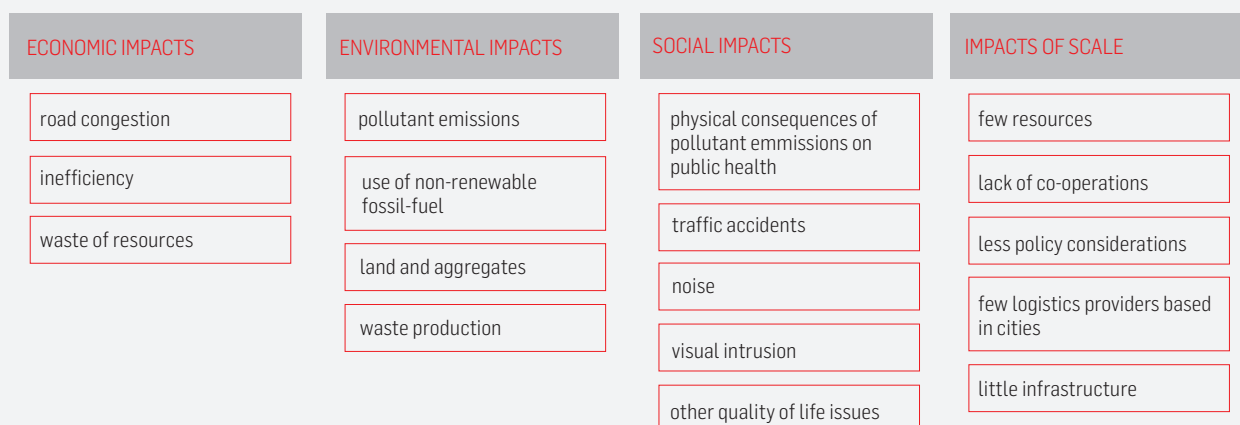 ECONOMIC IMPACTS
road congestion
inefficiency
waste of resources
ENVIRONMENTAL IMPACTS
pollutant emissions
use of non-renewable
fossil-fuel
land and aggregates
waste production
SOCIAL IMPACTS
physical consequences of
pollutant emmissions on
public health
traffic accidents
noise
visual intrusion
other quality of life issues
IMPACTS OF SCALE
few resources
lack of co-operations
less policy considerations
few logistics providers based
in cities
little infrastructure